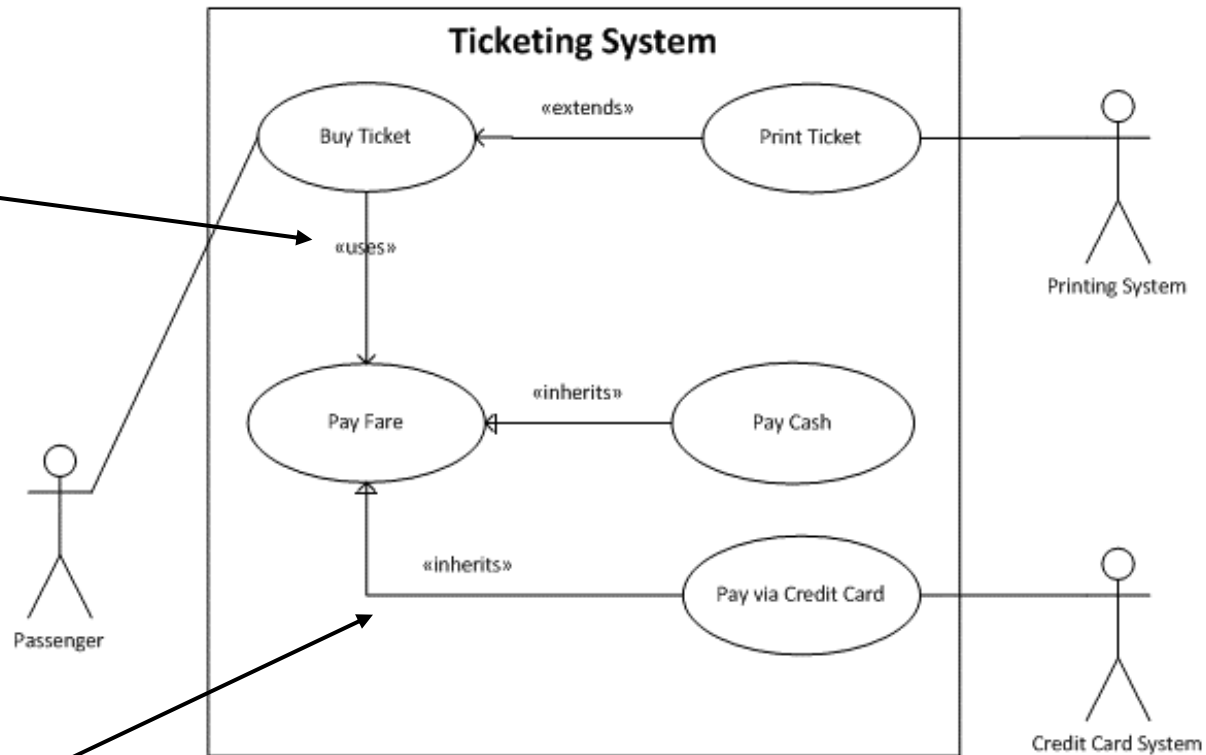 Ticketing System
«extends»
Buy Ticket
Print Ticket
«uses»
Printing System
«inherits»
Pay Fare
Pay Cash
«inherits»
Pay via Credit Card
Passenger
Credit Card System